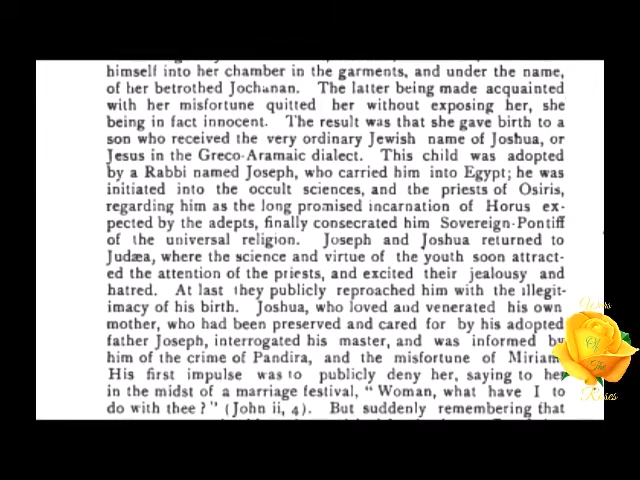 himself into her chamber in the garments, and under the name,
of her betrothed Jochanan. The latter being made acquainted
with her misfortune quitted her without exposing her, she
being in fact innocent. The result was that she gave birth to a
son who received the very ordinary Jewish name of Joshua, or
Jesus in the Greco-Aramaic dialect. This child was adopted
by a Rabbi named Joseph, who carried him into Egypt; he was
initiated into the occult sciences, and the priests of Osiris,
regarding him as the long promised incarnation of Horus ex-
pected by the adepts, finally consecrated him Sovereign-Pontiff
of the universal religion. Joseph and Joshua returned to
Judæa, where the science and virtue of the youth soon attract-
ed the attention of the priests, and excited their jealousy and
hatred. At last they publicly reproached him with the illegit-
imacy of his birth. Joshua, who loved and venerated his own
mother, who had been preserved and cared for by his adopted
father Joseph, interrogated his master, and was informed by
him of the crime of Pandira, and the misfortune of Miriam.
His first impulse was to publicly deny her, saying to her
in the midst of a marriage festival, "Woman, what have I to
do with thee?" (John ii, 4). But suddenly remembering that
Wars
Of
The
Roses